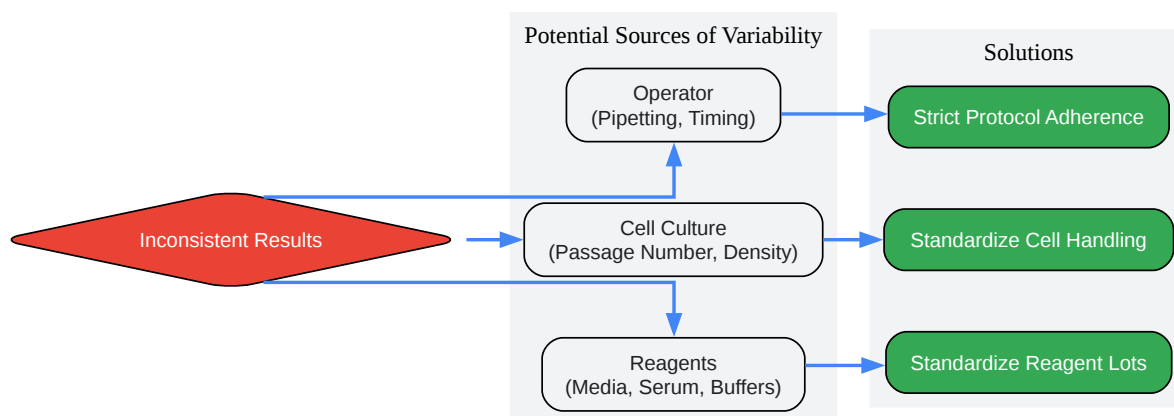 Potential Sources of Variability
Solutions
Operator
(Pipetting, Timing)
Strict Protocol Adherence
Inconsistent Results
Cell Culture
(Passage Number, Density)
Standardize Cell Handling
Reagents
(Media, Serum, Buffers)
Standardize Reagent Lots